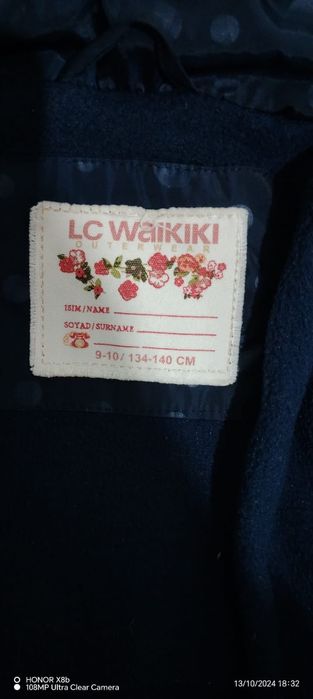 LC WAIKIKI
OUTERWEAR
ISIM/NAME
SOYAD/SURNAME
9-10/ 134-140 CM
HONOR X8b
108MP Ultra Clear Camera
13/10/2024 18:32